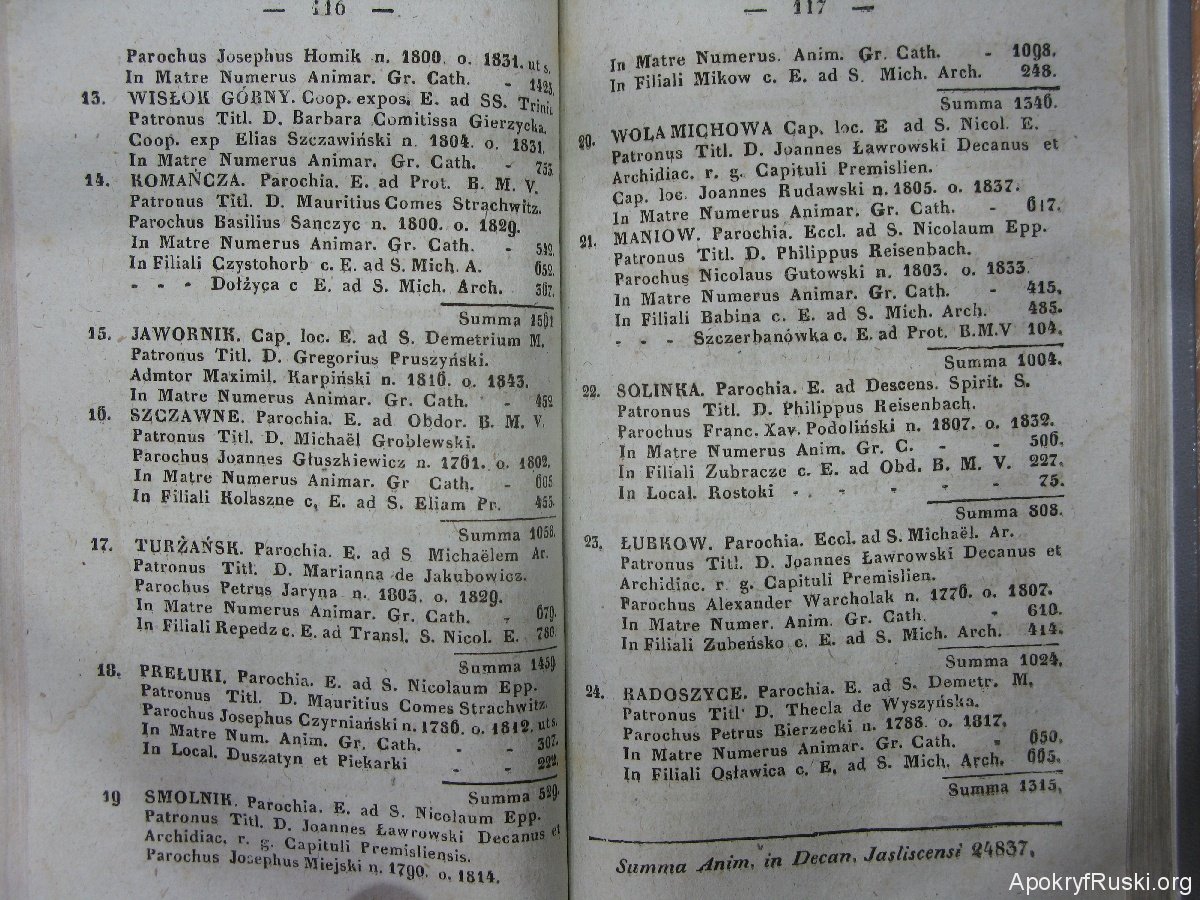 — 116 —
Parochus Josephus Homik n. 1800. o. 1831. ut s.
In Matre Numerus Animar. Gr. Cath. - 1425.
13. WISŁOK GÓRNY. Coop. expos. E. ad SS. Trinit.
Patronus Titl. D. Barbara Comitissa Gierzycka.
Coop. exp Elias Szczawiński n. 1804. o. 1831.
In Matre Numerus Animar. Gr. Cath. - 753.
14. KOMAŃCZA. Parochia. E. ad Prot. B. M. V.
Patronus Titl. D. Mauritius Comes Strachwitz.
Parochus Basilius Sanczyc n. 1800. o. 1829.
In Matre Numerus Animar. Gr. Cath. - 542.
In Filiali Czystohorb c. E. ad S. Mich. A. 652.
- - - Dołżyca c E. ad S. Mich. Arch. 367.
Summa 1561
15. JAWORNIK. Cap. loc. E. ad S. Demetrium M.
Patronus Titl. D. Gregorius Pruszyński.
Admtor Maximil. Karpiński n. 1816. o. 1843.
In Matre Numerus Animar. Gr. Cath. - 452
16. SZCZAWNE. Parochia. E. ad Obdor. B. M. V.
Patronus Titl. D. Michaël Groblewski.
Parochus Joannes Głuszkiewicz n. 1761. o. 1802.
In Matre Numerus Animar. Gr Cath. - 605
In Filiali Kolaszne c. E. ad S. Eliam Pr. 453.
Summa 1058.
17. TURŻAŃSK. Parochia. E. ad S Michaëlem Ar.
Patronus Titl. D. Marianna de Jakubowicz.
Parochus Petrus Jaryna n. 1803. o. 1829.
In Matre Numerus Animar. Gr. Cath. - 679.
In Filiali Repedz c. E. ad Transl. S. Nicol. E. 780.
Summa 1459
18. PREŁUKI. Parochia. E. ad S. Nicolaum Epp.
Patronus Titl. D. Mauritius Comes Strachwitz.
Parochus Josephus Czyrniański n. 1786. o. 1812. ut s.
In Matre Num. Anim. Gr. Cath. - - 307.
In Local. Duszatyn et Piekarki - - 222.
Summa 529.
19 SMOLNIK. Parochia. E. ad S. Nicolaum Epp.
Patronus Titl. D. Joannes Ławrowski Decanus et
Archidiac. r. g. Capituli Premisliensis.
Parochus Josephus Miejski n. 1790. o. 1814.
— 117 —
In Matre Numerus. Anim. Gr. Cath. - 1098.
In Filiali Mikow c. E. ad S. Mich. Arch. 248.
Summa 1346.
20. WOLA MICHOWA Cap. loc. E ad S. Nicol. E.
Patronus Titl. D. Joannes Ławrowski Decanus et
Archidiac. r. g. Capituli Premislien.
Cap. loc. Joannes Rudawski n. 1805. o. 1837.
In Matre Numerus Animar. Gr. Cath. - 617.
21. MANIOW. Parochia. Eccl. ad S. Nicolaum Epp.
Patronus Titl. D. Philippus Reisenbach.
Parochus Nicolaus Gutowski n. 1803. o. 1833.
In Matre Numerus Animar. Gr. Cath. - 415.
In Filiali Babina c. E. ad S. Mich. Arch. 485.
- - - Szczerbanówka c. E. ad Prot. B.M.V 104.
Summa 1004.
22. SOLINKA. Parochia. E. ad Descens. Spirit. S.
Patronus Titl. D. Philippus Reisenbach.
Parochus Franc. Xav. Podoliński n. 1807. o. 1832.
In Matre Numerus Anim. Gr. C. - - 506.
In Filiali Zubracze c. E. ad Obd. B. M. V. 227.
In Local. Rostoki - - - - - 75.
Summa 808.
23. ŁUBKOW. Parochia. Eccl. ad S. Michaël. Ar.
Patronus Titl. D. Joannes Ławrowski Decanus et
Archidiac. r. g. Capituli Premislien.
Parochus Alexander Warcholak n. 1776. o. 1807.
In Matre Numer. Anim. Gr. Cath - 610.
In Filiali Zubeńsko c. E. ad S. Mich. Arch. 414.
Summa 1024.
24. RADOSZYCE. Parochia. E. ad S. Demetr. M.
Patronus Titl. D. Thecla de Wyszyńska.
Parochus Petrus Bierzecki n. 1788. o. 1817.
In Matre Numerus Animar. Gr. Cath. - 650.
In Filiali Osławica c. E. ad S. Mich. Arch. 665.
Summa 1315.
Summa Anim. in Decan. Jasliscensi 24837.
ApokryfRuski.org